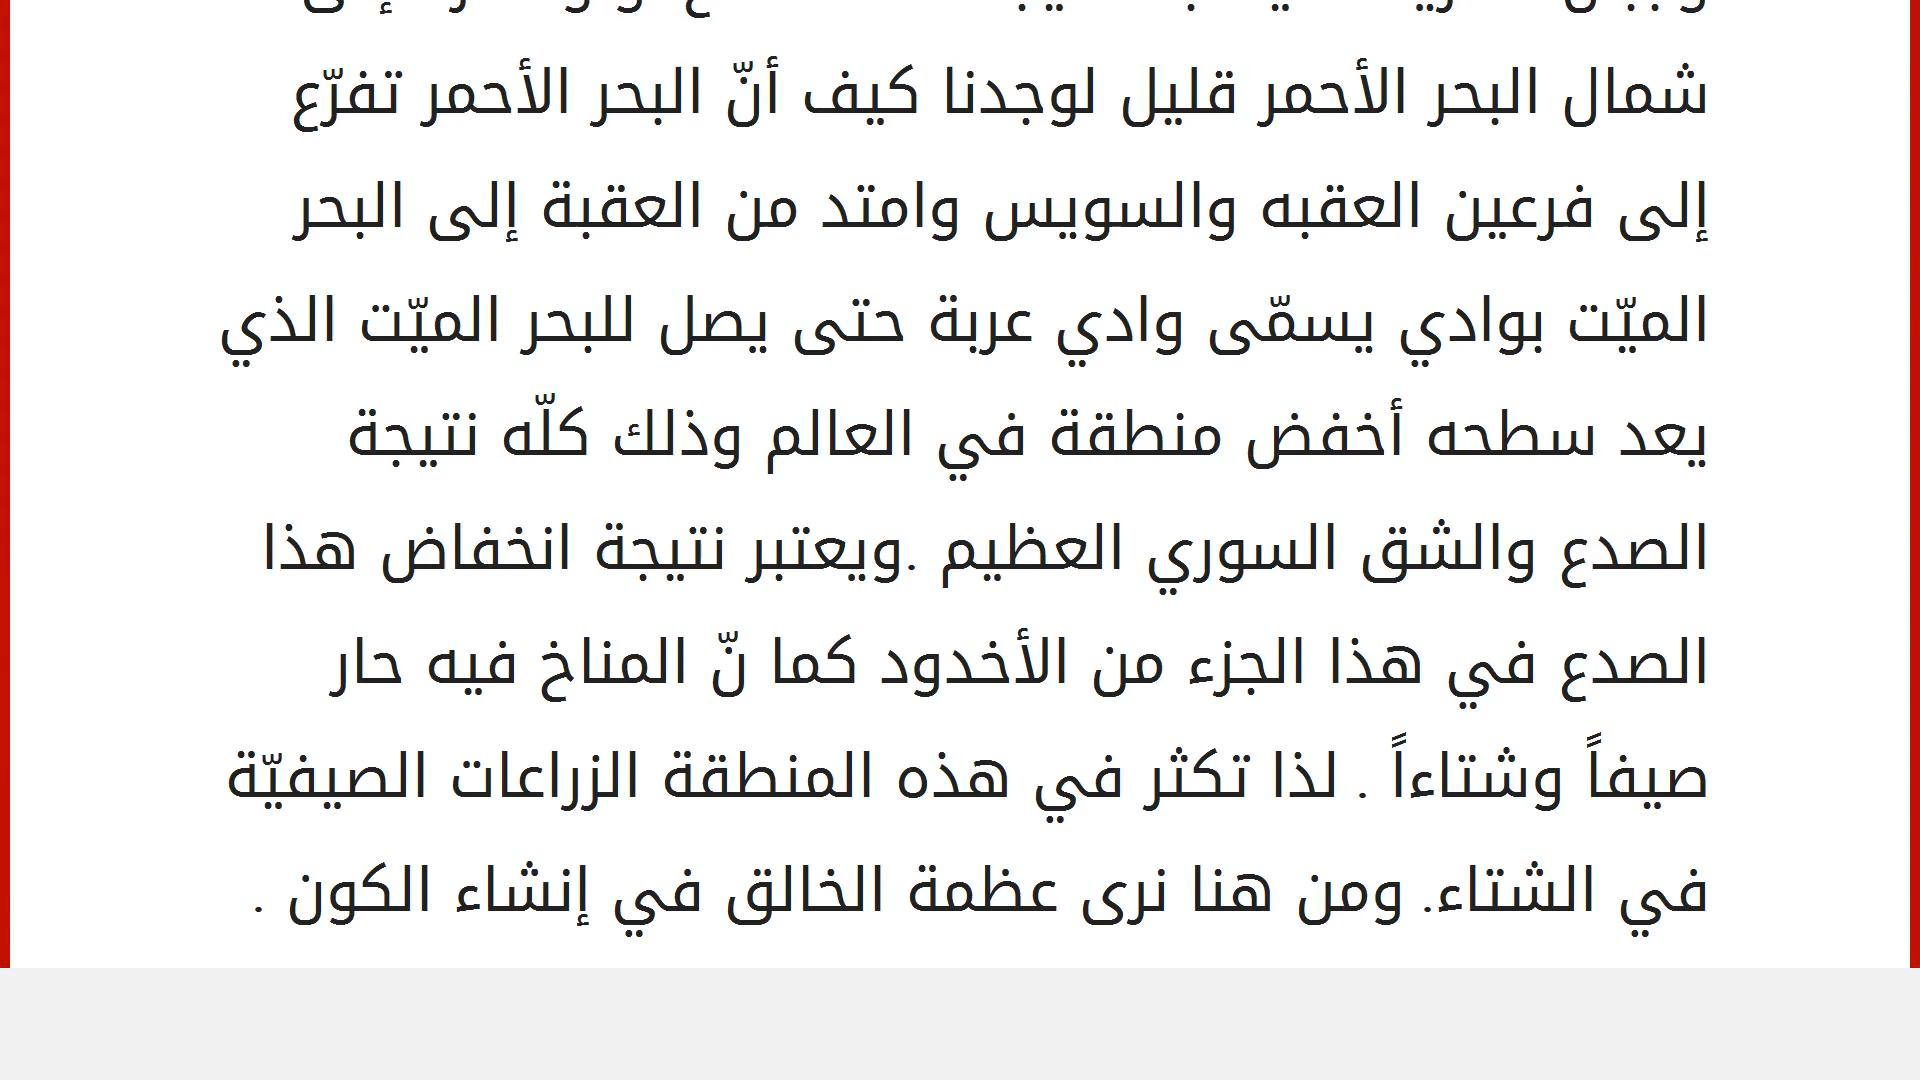 شمال البحر الأحمر قليل لوجدنا كيف أنّ البحر الأحمر تفرّع
إلى فرعين العقبه والسويس وامتد من العقبة إلى البحر
الميّت بوادي يسمّى وادي عربة حتى يصل للبحر الميّت الذي
يعد سطحه أخفض منطقة في العالم وذلك كلّه نتيجة
الصدع والشق السوري العظيم .ويعتبر نتيجة انخفاض هذا
الصدع في هذا الجزء من الأخدود كما نّ المناخ فيه حار
صيفاً وشتاءاً . لذا تكثر في هذه المنطقة الزراعات الصيفيّة
في الشتاء. ومن هنا نرى عظمة الخالق في إنشاء الكون .